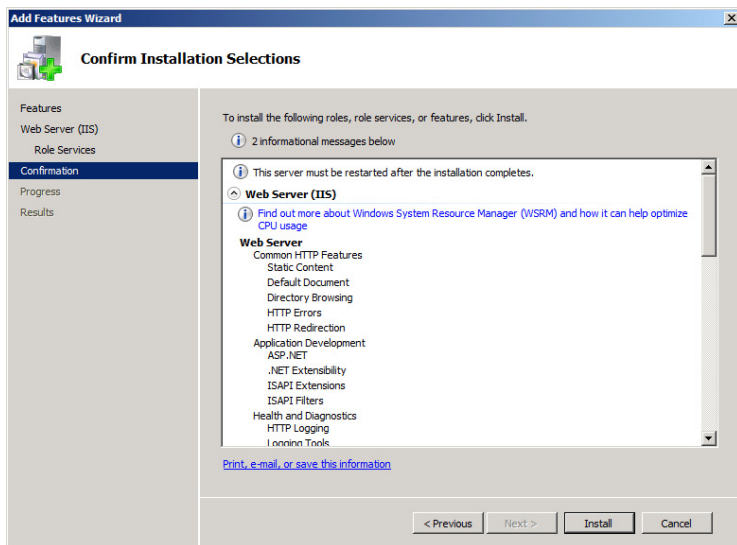 Add Features Wizard
Confirm Installation Selections
Features
Web Server (IIS)
Role Services
Confirmation
Progress
Results
To install the following roles, role services, or features, click Install.
2 informational messages below
This server must be restarted after the installation completes.
Web Server (IIS)
Find out more about Windows System Resource Manager (WSRM) and how it can help optimize
CPU usage
Web Server
Common HTTP Features
Static Content
Default Document
Directory Browsing
HTTP Errors
HTTP Redirection
Application Development
ASP.NET
.NET Extensibility
ISAPI Extensions
ISAPI Filters
Health and Diagnostics
HTTP Logging
Logging Tools
Print, e-mail, or save this information
< Previous Next > Install Cancel